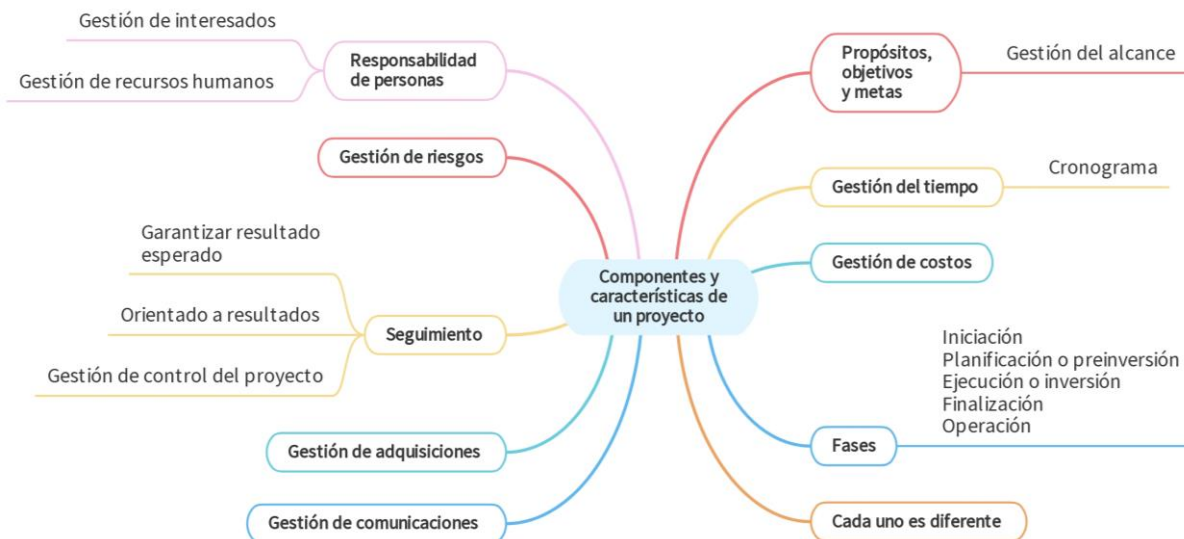 Gestión de interesados
Gestión de recursos humanos
Responsabilidad
de personas
Gestión de riesgos
Garantizar resultado
esperado
Orientado a resultados
Gestión de control del proyecto
Seguimiento
Gestión de adquisiciones
Gestión de comunicaciones
Componentes y
características de
un proyecto
Propósitos,
objetivos
y metas
Gestión del alcance
Gestión del tiempo
Cronograma
Gestión de costos
Fases
Iniciación
Planificación o preinversión
Ejecución o inversión
Finalización
Operación
Cada uno es diferente